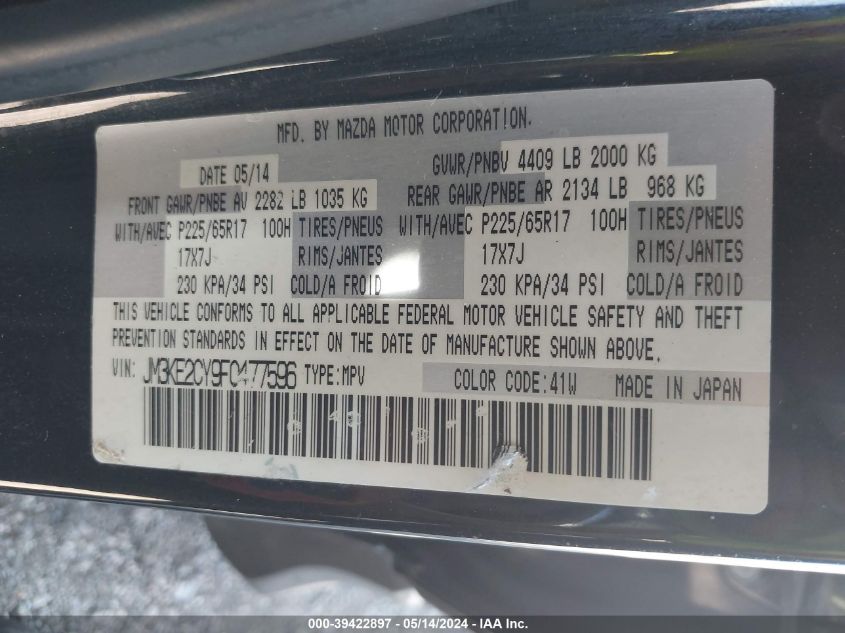 MFD. BY MAZDA MOTOR CORPORATION.
DATE 05/14 GVWR/PNBV 4409 LB 2000 KG
FRONT GAWR/PNBE AV 2282 LB 1035 KG REAR GAWR/PNBE AR 2134 LB 968 KG
WITH/AVEC P225/65R17 100H TIRES/PNEUS WITH/AVEC P225/65R17 100H TIRES/PNEUS
17X7J RIMS/JANTES 17X7J RIMS/JANTES
230 KPA/34 PSI COLD/A FROID 230 KPA/34 PSI COLD/A FROID
THIS VEHICLE CONFORMS TO ALL APPLICABLE FEDERAL MOTOR VEHICLE SAFETY AND THEFT
PREVENTION STANDARDS IN EFFECT ON THE DATE OF MANUFACTURE SHOWN ABOVE.
VIN: JM3KE2CY9F0477596 TYPE:MPV COLOR CODE:41W MADE IN JAPAN
000-39422897 - 05/14/2024 - IAA Inc.